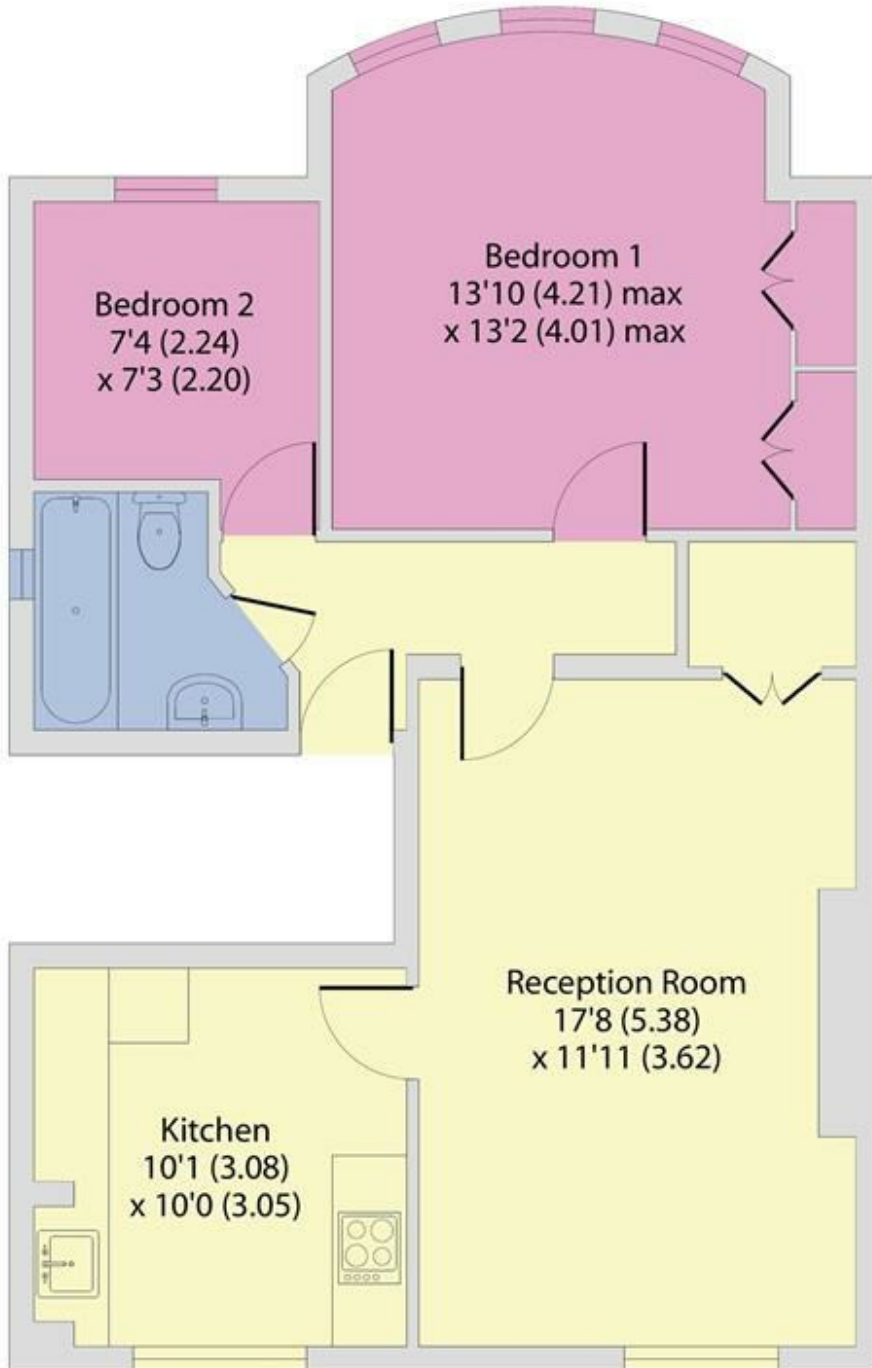 Bedroom 1
13'10 (4.21) max
x 13'2 (4.01) max
Bedroom 2
7'4 (2.24)
x 7'3 (2.20)
Reception Room
17'8 (5.38)
x 11'11 (3.62)
Kitchen
10'1 (3.08)
x 10'0 (3.05)